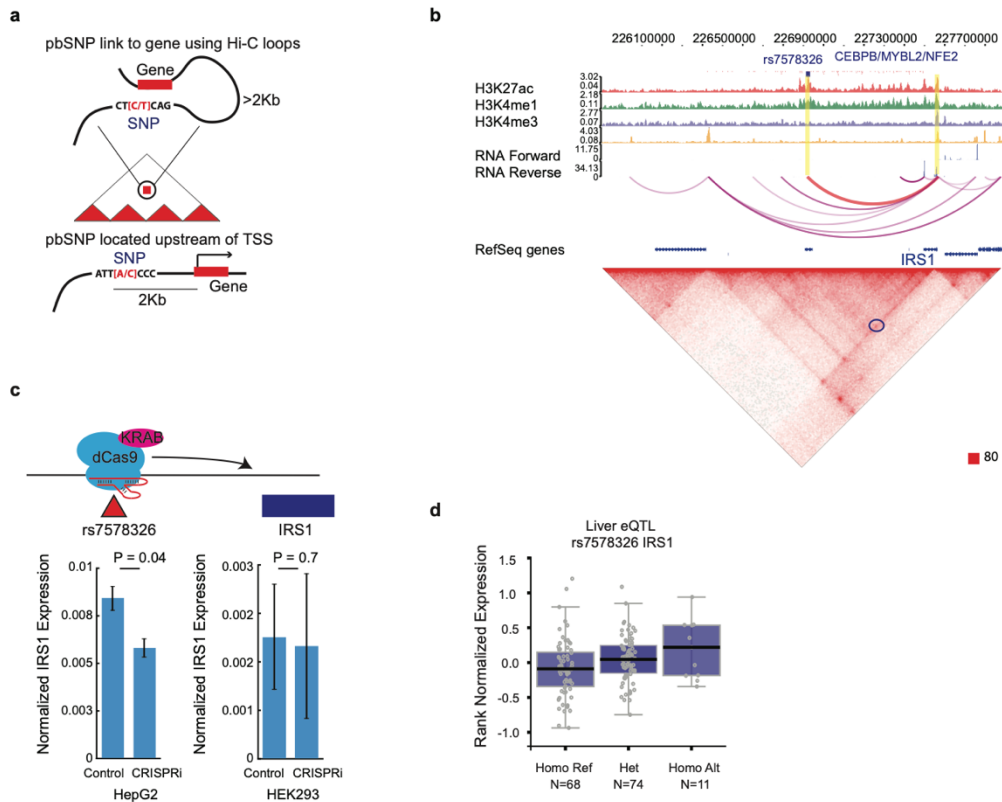 a
pbSNP link to gene using Hi-C loops
Gene
>2Kb
CT[C/T]CAG
SNP
pbSNP located upstream of TSS
SNP
ATT[A/C]CCC
Gene
2Kb
b
226100000 226500000 226900000 227300000 227700000
rs7578326 CEBPB/MYBL2/NFE2
3.02
H3K27ac 0.04
2.18
H3K4me1 0.11
2.77
H3K4me3 0.07
4.03
0.08
RNA Forward 11.75
0
RNA Reverse 34.13
0
RefSeq genes
IRS1
80
c
KRAB
dCas9
rs7578326 IRS1
P = 0.04
Normalized IRS1 Expression
0.01
0.008
0.006
0.003
0
Control CRISPRi
HepG2
P = 0.7
Normalized IRS1 Expression
0.003
0.002
0.001
0
Control CRISPRi
HEK293
d
Liver eQTL
rs7578326 IRS1
Rank Normalized Expression
1.5
1.0
0.5
0.0
-0.5
-1.0
Homo Ref Het Homo Alt
N=68 N=74 N=11